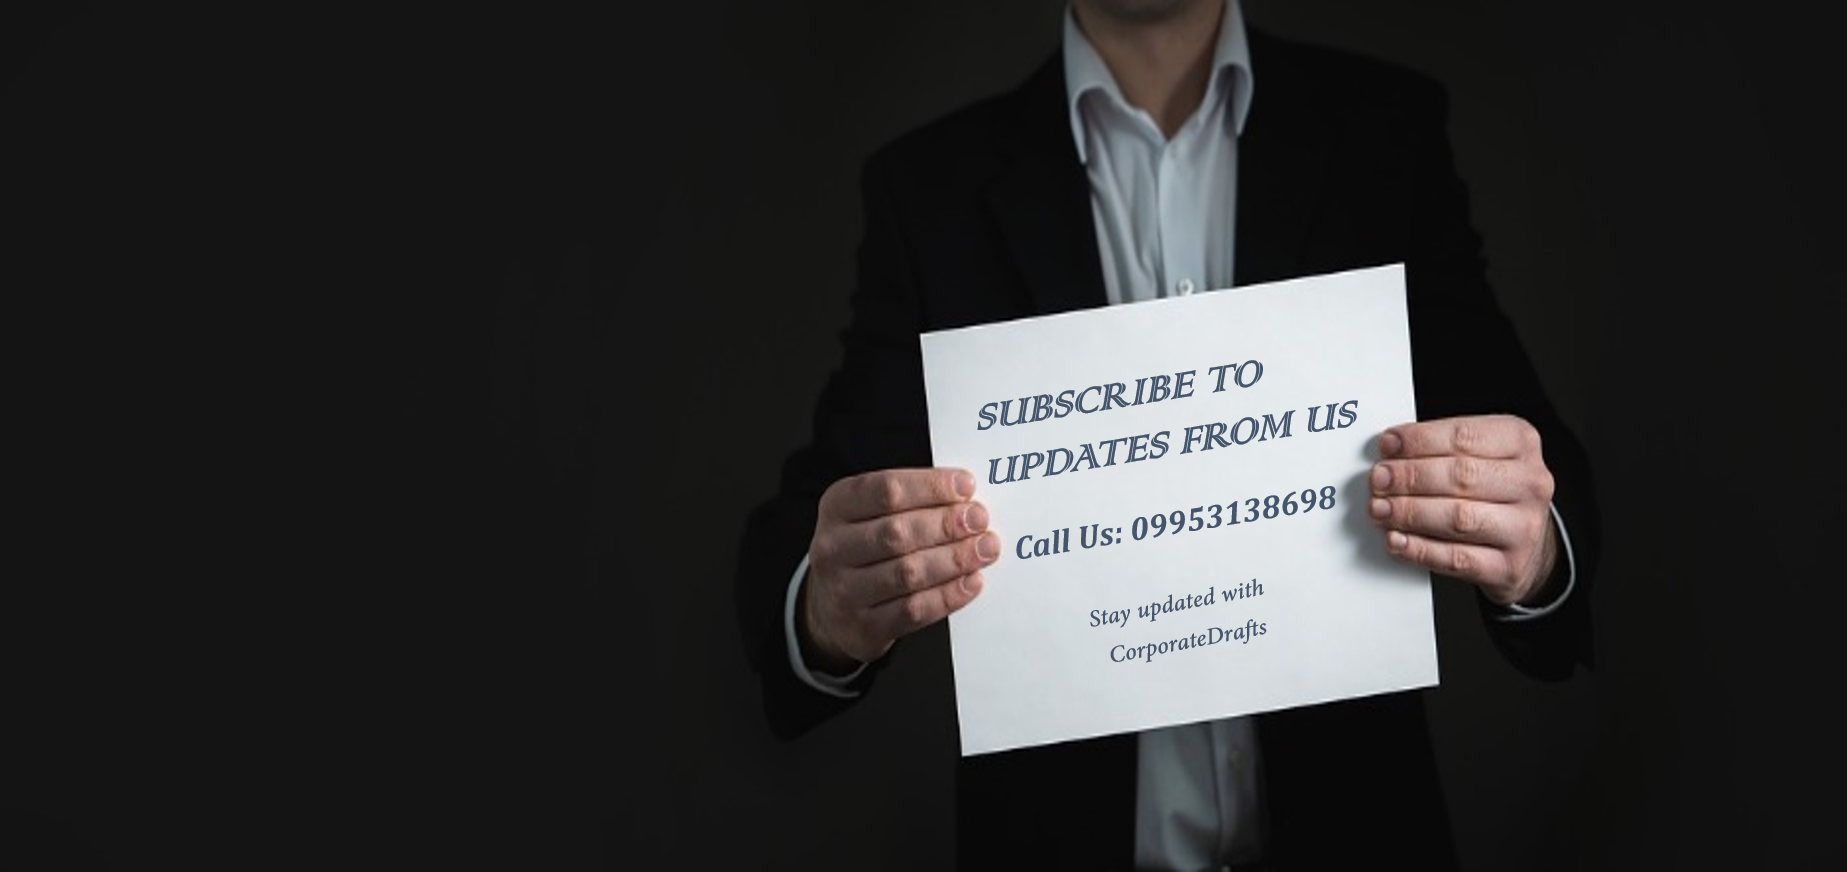 SUBSCRIBE TO
UPDATES FROM US
Call Us: 09953138698
Stay updated with
CorporateDrafts